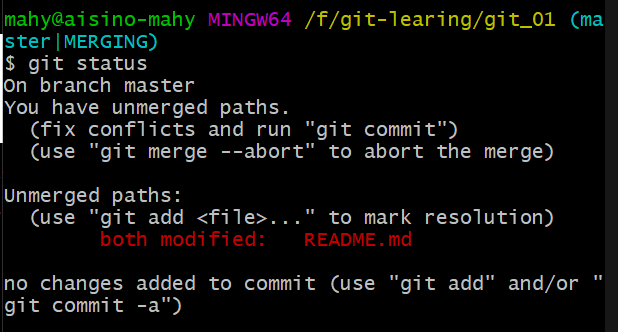 mahy@aisino-mahy MINGW64 /f/git-learing/git_01 (ma
ster|MERGING)
$ git status
On branch master
You have unmerged paths.
  (fix conflicts and run "git commit")
  (use "git merge --abort" to abort the merge)

Unmerged paths:
  (use "git add <file>..." to mark resolution)
        both modified:   README.md

no changes added to commit (use "git add" and/or "
git commit -a")